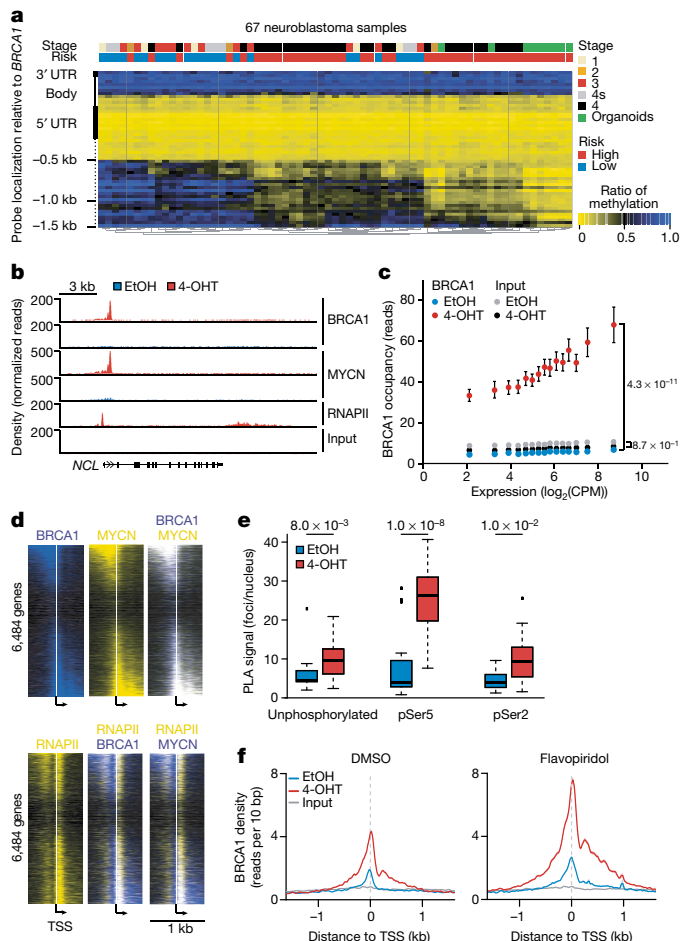 a
67 neuroblastoma samples
Stage
Risk
Probe localization relative to BRCA1
3′ UTR
Body
5′ UTR
−0.5 kb
−1.0 kb
−1.5 kb
Stage
1
2
3
4s
4
Organoids
Risk
High
Low
Ratio of
methylation
0 0.5 1.0
b
3 kb
EtOH 4-OHT
Density (normalized reads)
200
200
500
500
200
200
BRCA1
MYCN
RNAPII
Input
NCL
c
BRCA1 Input
EtOH EtOH
4-OHT 4-OHT
BRCA1 occupancy (reads)
80
60
40
20
0
4.3 × 10−11
8.7 × 10−1
0 2 4 6 8 10
Expression (log2(CPM))
d
BRCA1 MYCN BRCA1
MYCN
6,484 genes
RNAPII RNAPII RNAPII
BRCA1 MYCN
6,484 genes
TSS
1 kb
e
8.0 × 10−3 1.0 × 10−8 1.0 × 10−2
EtOH
4-OHT
PLA signal (foci/nucleus)
40
30
20
10
0
Unphosphorylated pSer5 pSer2
f
DMSO Flavopiridol
EtOH
4-OHT
Input
BRCA1 density
(reads per 10 bp)
8
4
0
8
4
0
−1 0 1 −1 0 1
Distance to TSS (kb) Distance to TSS (kb)